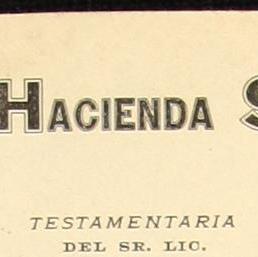 HACIENDA S
TESTAMENTARIA
DEL SR. LIC.